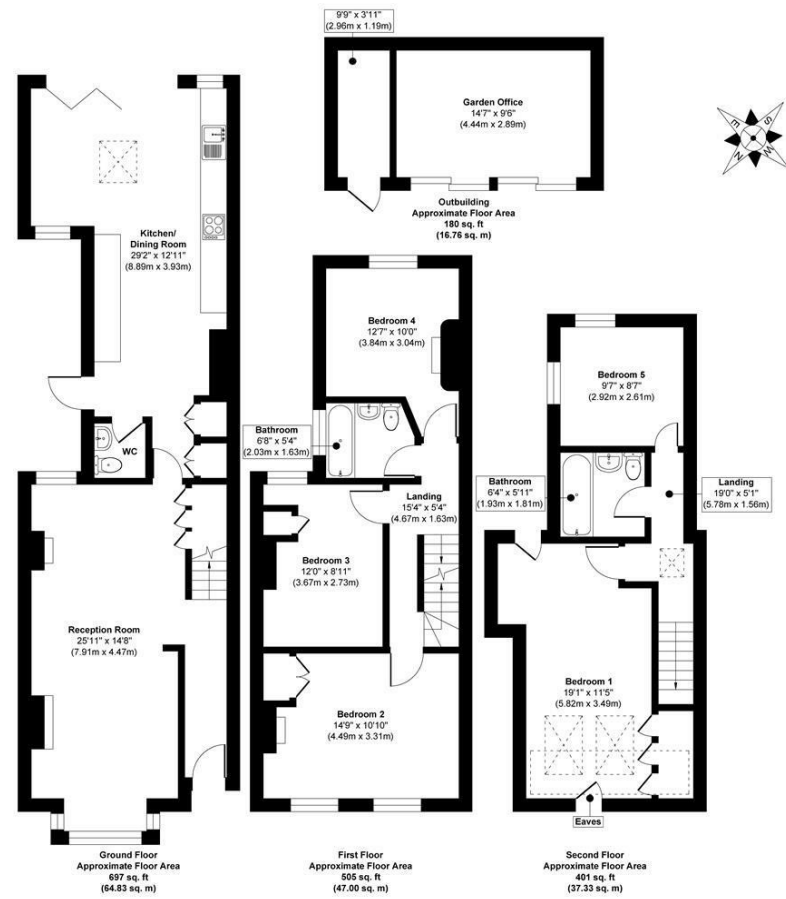 9'9" x 3'11"
(2.96m x 1.19m)
Garden Office
14'7" x 9'6"
(4.44m x 2.89m)
Outbuilding
Approximate Floor Area
180 sq. ft
(16.76 sq. m)
E
S
N
W
Kitchen/
Dining Room
29'2" x 12'11"
(8.89m x 3.93m)
WC
Reception Room
25'11" x 14'8"
(7.91m x 4.47m)
Ground Floor
Approximate Floor Area
697 sq. ft
(64.83 sq. m)
Bedroom 4
12'7" x 10'0"
(3.84m x 3.04m)
Bathroom
6'8" x 5'4"
(2.03m x 1.63m)
Landing
15'4" x 5'4"
(4.67m x 1.63m)
Bedroom 3
12'0" x 8'11"
(3.67m x 2.73m)
Bedroom 2
14'9" x 10'10"
(4.49m x 3.31m)
First Floor
Approximate Floor Area
505 sq. ft
(47.00 sq. m)
Bedroom 5
9'7" x 8'7"
(2.92m x 2.61m)
Bathroom
6'4" x 5'11"
(1.93m x 1.81m)
Landing
19'0" x 5'1"
(5.78m x 1.56m)
Bedroom 1
19'1" x 11'5"
(5.82m x 3.49m)
Eaves
Second Floor
Approximate Floor Area
401 sq. ft
(37.33 sq. m)